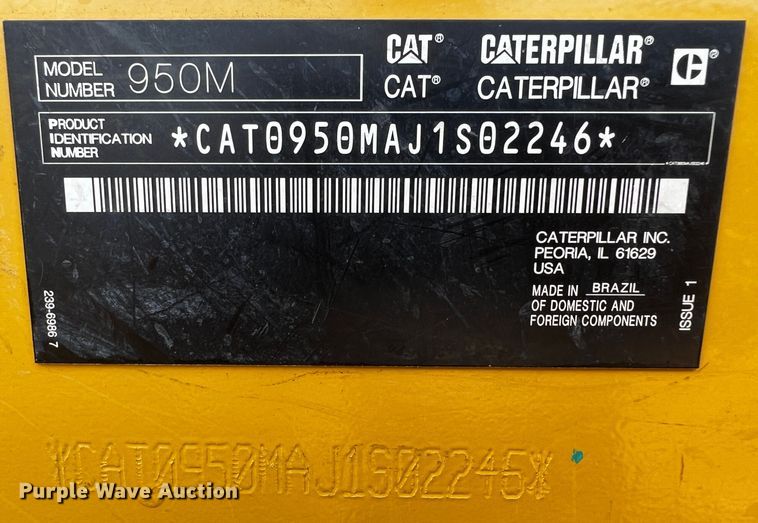 MODEL NUMBER 950M
CAT® CATERPILLAR® C®
CAT® CATERPILLAR®
PRODUCT IDENTIFICATION NUMBER *CAT0950MAJ1S02246*
CATERPILLAR INC.
PEORIA, IL 61629
USA
MADE IN BRAZIL
OF DOMESTIC AND
FOREIGN COMPONENTS
ISSUE 1
239-6986 7
*CAT0950MAJ1S02246*
Purple Wave Auction